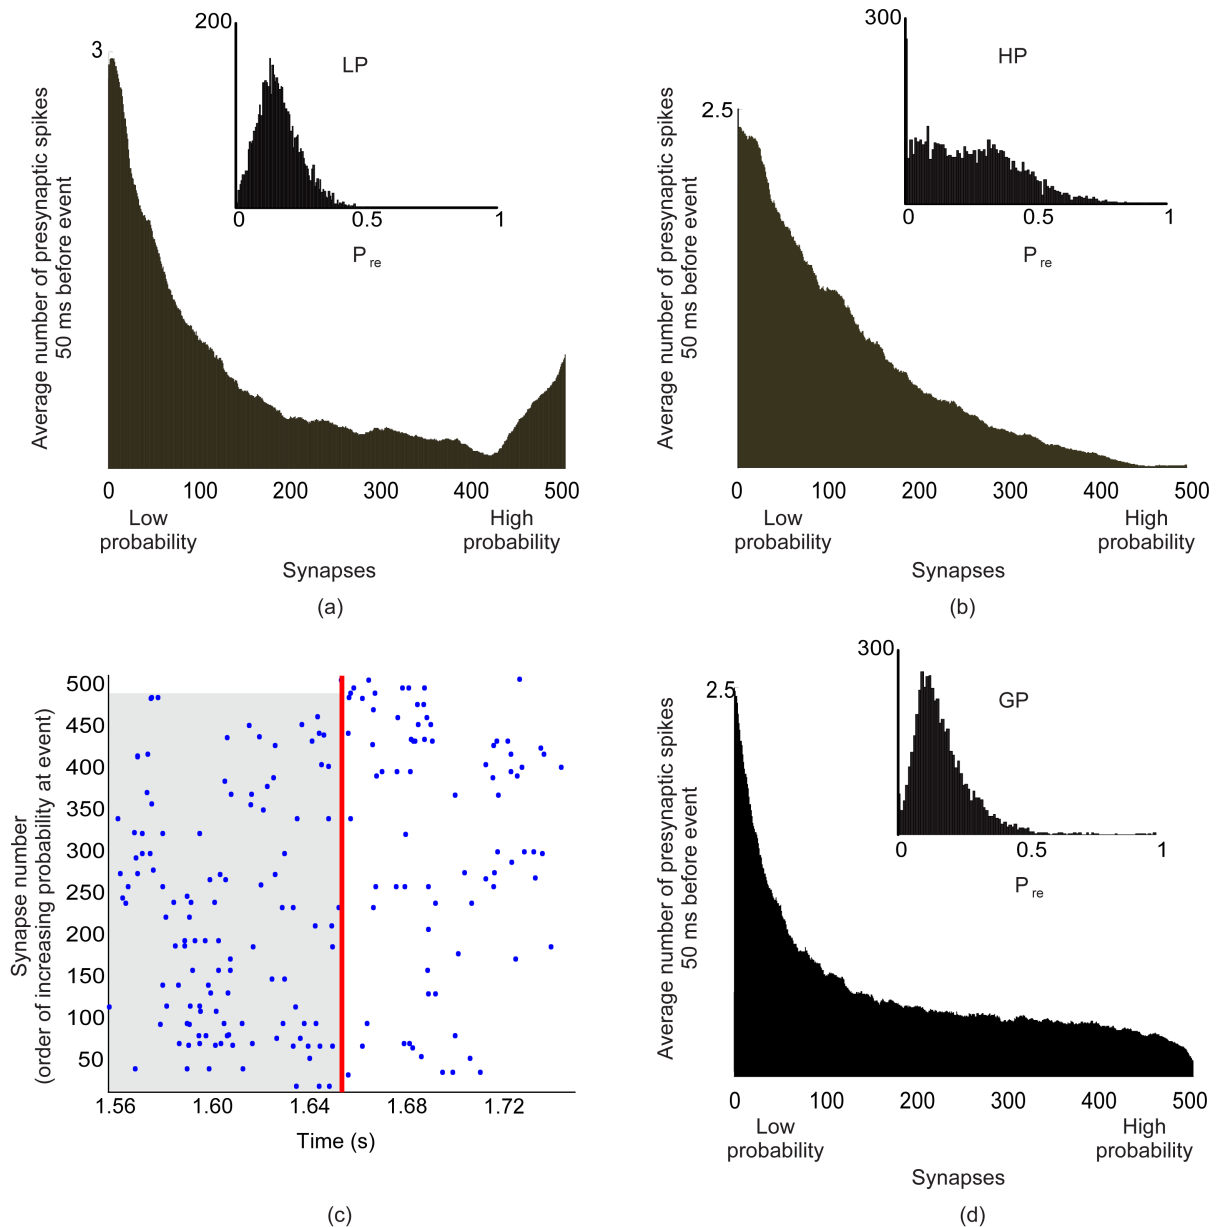 200
3
LP
0
0.5
1
P re
Average number of presynaptic spikes
50 ms before event
0
100
200
300
400
500
Low
probability
High
probability
Synapses
(a)
300
HP
2.5
0
0.5
1
P re
Average number of presynaptic spikes
50 ms before event
0
100
200
300
400
500
Low
probability
High
probability
Synapses
(b)
500
450
400
350
300
250
200
150
100
50
Synapse number
(order of increasing probability at event)
1.56
1.60
1.64
1.68
1.72
Time (s)
(c)
300
GP
2.5
0
0.5
1
P re
Average number of presynaptic spikes
50 ms before event
0
100
200
300
400
500
Low
probability
High
probability
Synapses
(d)